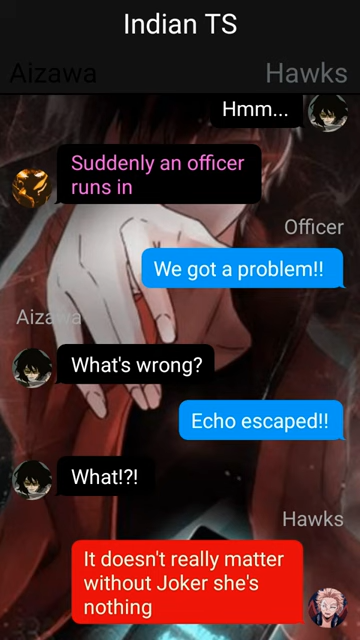 Indian TS
Aizawa
Hawks
Hmm...
Suddenly an officer
runs in
Officer
We got a problem!!
Aizawa
What's wrong?
Echo escaped!!
What!?!
Hawks
It doesn't really matter
without Joker she's
nothing